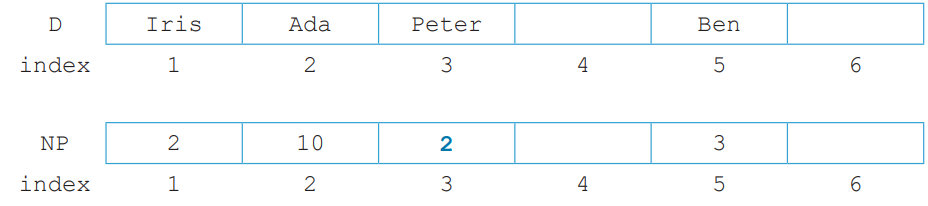 D Iris Ada Peter Ben
index 1 2 3 4 5 6
NP 2 10 2 3
index 1 2 3 4 5 6